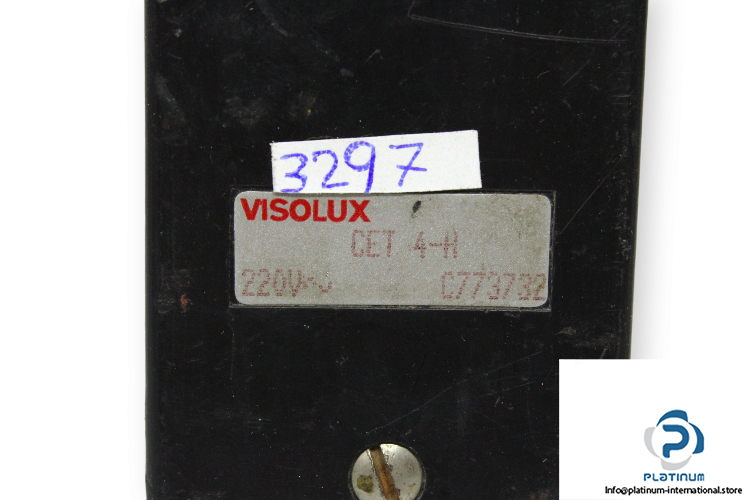 3297
VISOLUX
CET 4-H
220V~ C773732
PLATINUM
Info@platinum-international.store